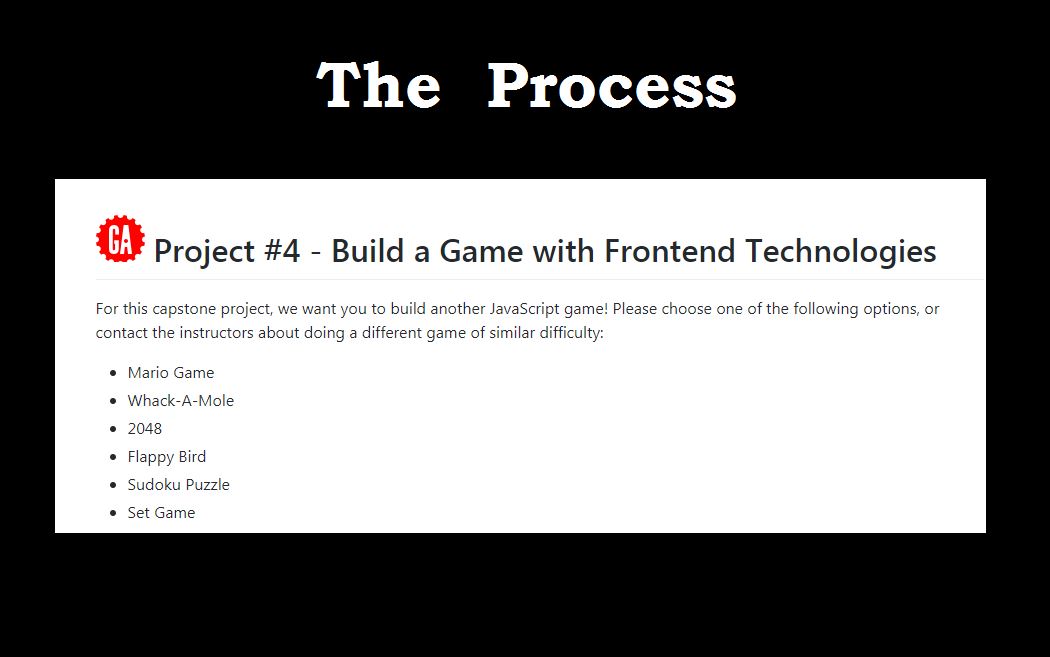 The Process
GA Project #4 - Build a Game with Frontend Technologies
For this capstone project, we want you to build another JavaScript game! Please choose one of the following options, or
contact the instructors about doing a different game of similar difficulty:
• Mario Game
• Whack-A-Mole
• 2048
• Flappy Bird
• Sudoku Puzzle
• Set Game